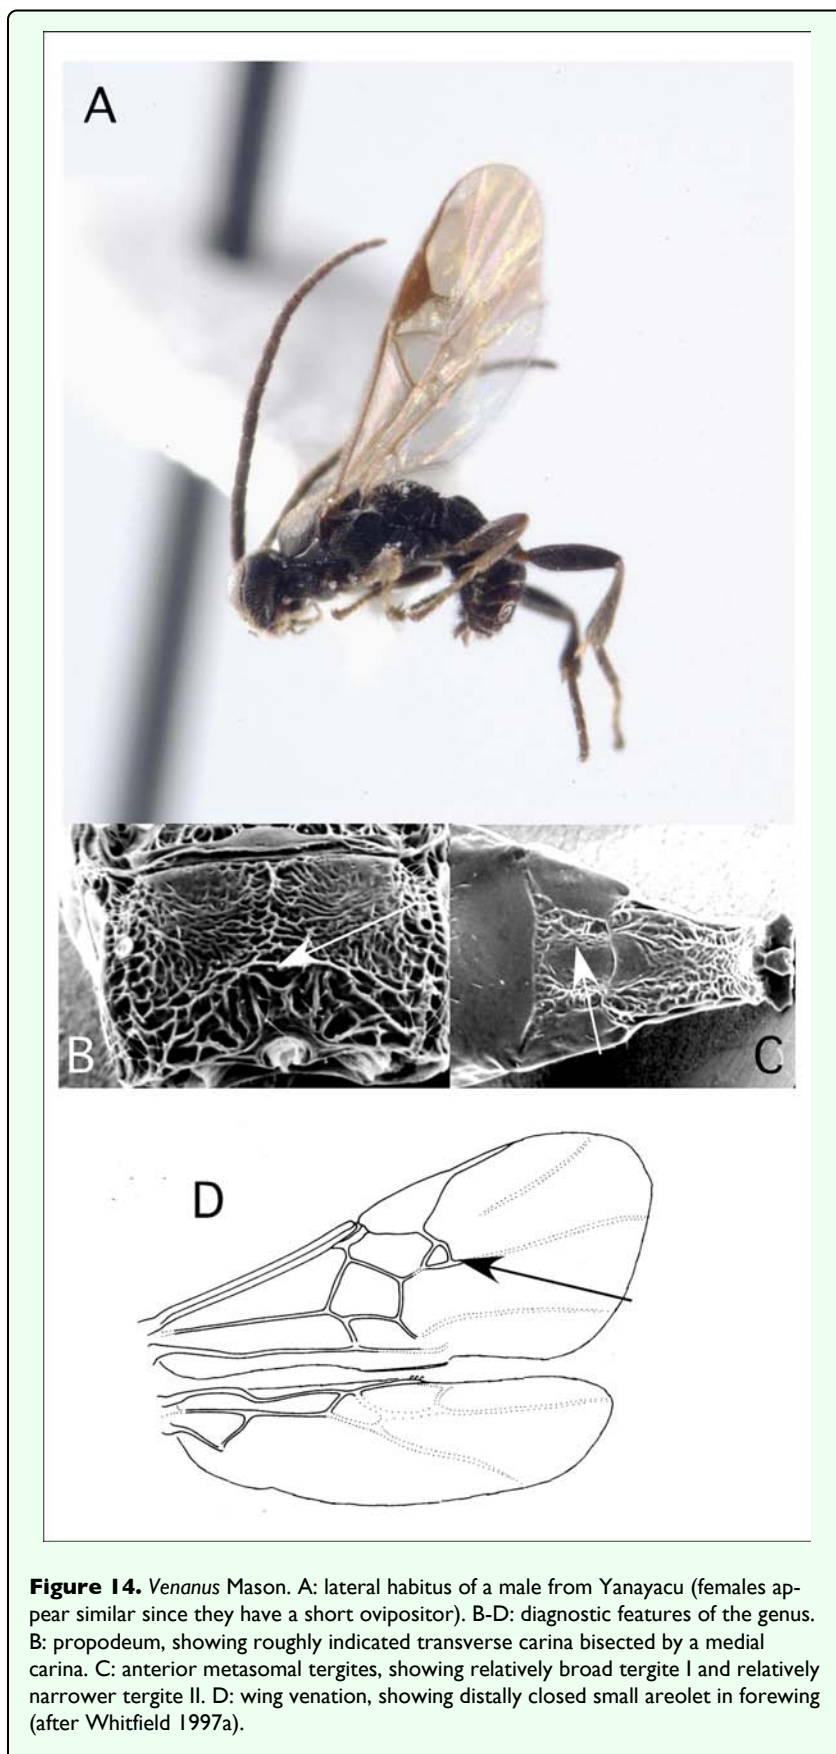 A
B
C
D
Figure 14. Venanus Mason. A: lateral habitus of a male from Yanayacu (females ap-
pear similar since they have a short ovipositor). B-D: diagnostic features of the genus.
B: propodeum, showing roughly indicated transverse carina bisected by a medial
carina. C: anterior metasomal tergites, showing relatively broad tergite I and relatively
narrower tergite II. D: wing venation, showing distally closed small areolet in forewing
(after Whitfield 1997a).